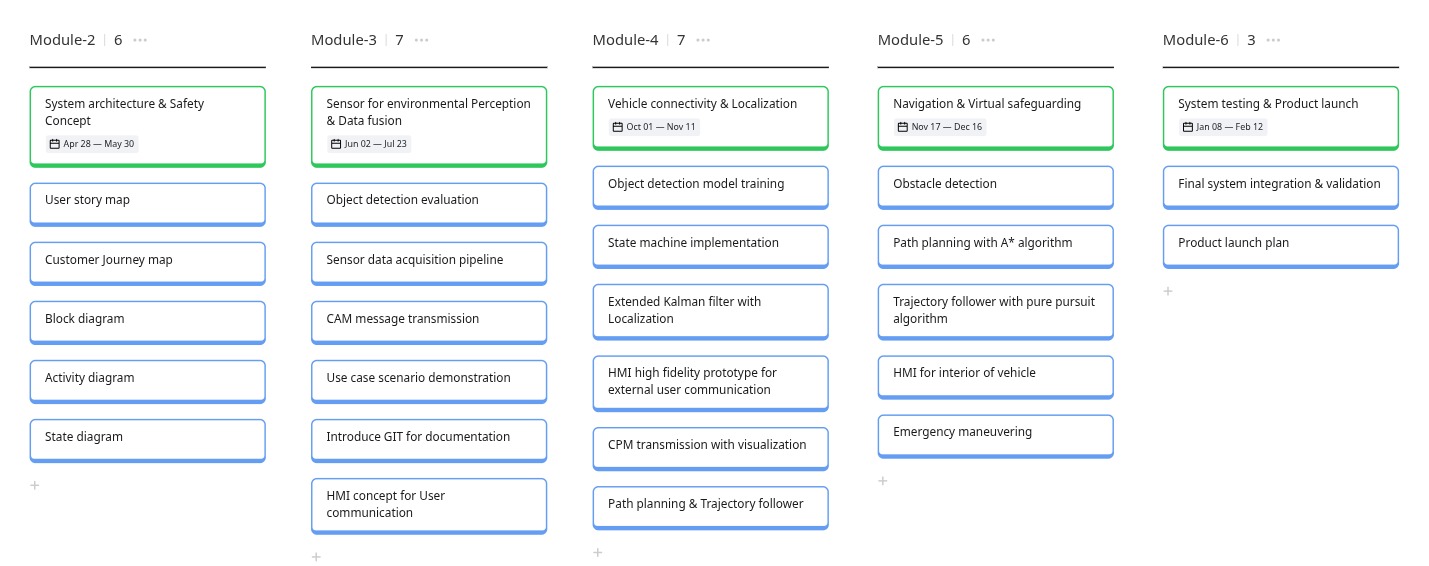 Module-2 | 6 ···
System architecture & Safety
Concept
Apr 28 — May 30
User story map
Customer Journey map
Block diagram
Activity diagram
State diagram
+
Module-3 | 7 ···
Sensor for environmental Perception
& Data fusion
Jun 02 — Jul 23
Object detection evaluation
Sensor data acquisition pipeline
CAM message transmission
Use case scenario demonstration
Introduce GIT for documentation
HMI concept for User
communication
+
Module-4 | 7 ···
Vehicle connectivity & Localization
Oct 01 — Nov 11
Object detection model training
State machine implementation
Extended Kalman filter with
Localization
HMI high fidelity prototype for
external user communication
CPM transmission with visualization
Path planning & Trajectory follower
+
Module-5 | 6 ···
Navigation & Virtual safeguarding
Nov 17 — Dec 16
Obstacle detection
Path planning with A* algorithm
Trajectory follower with pure pursuit
algorithm
HMI for interior of vehicle
Emergency maneuvering
+
Module-6 | 3 ···
System testing & Product launch
Jan 08 — Feb 12
Final system integration & validation
Product launch plan
+